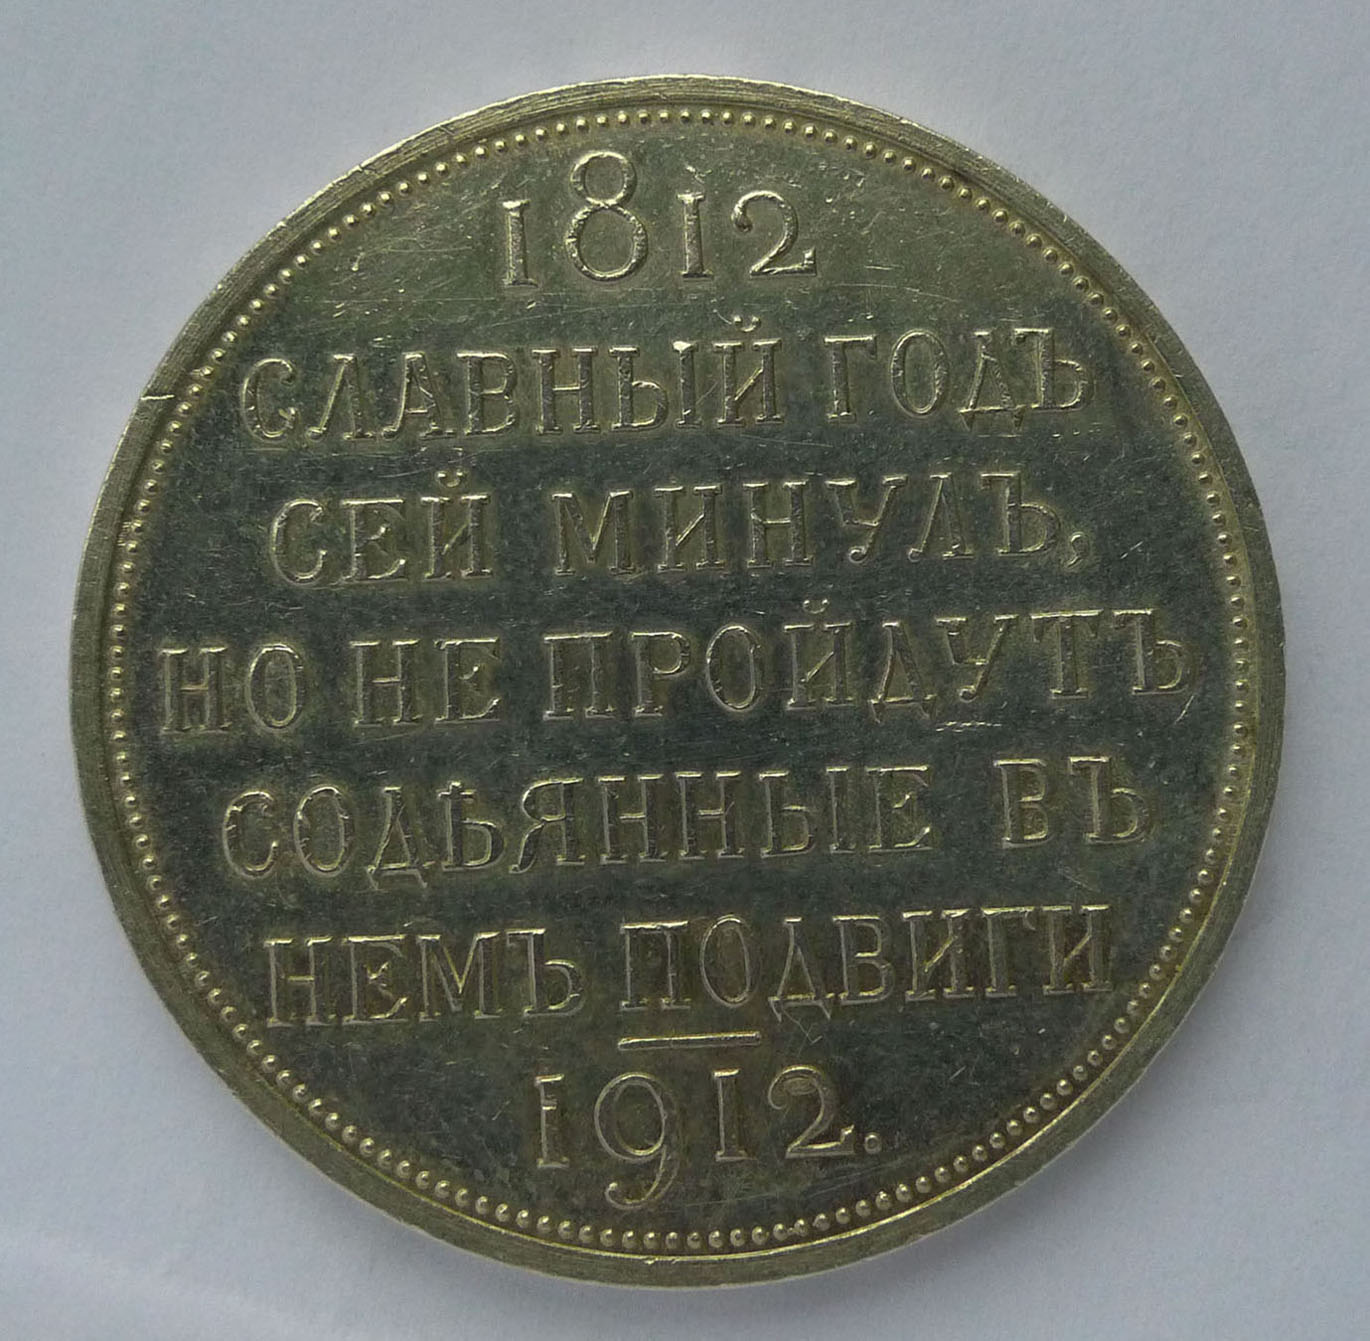 1812
СЛАВНЫЙ ГОДЪ
СЕЙ МИНУЛЪ,
НО НЕ ПРОЙДУТЪ
СОДѢЯННЫЕ ВЪ
НЕМЪ ПОДВИГИ
1912.